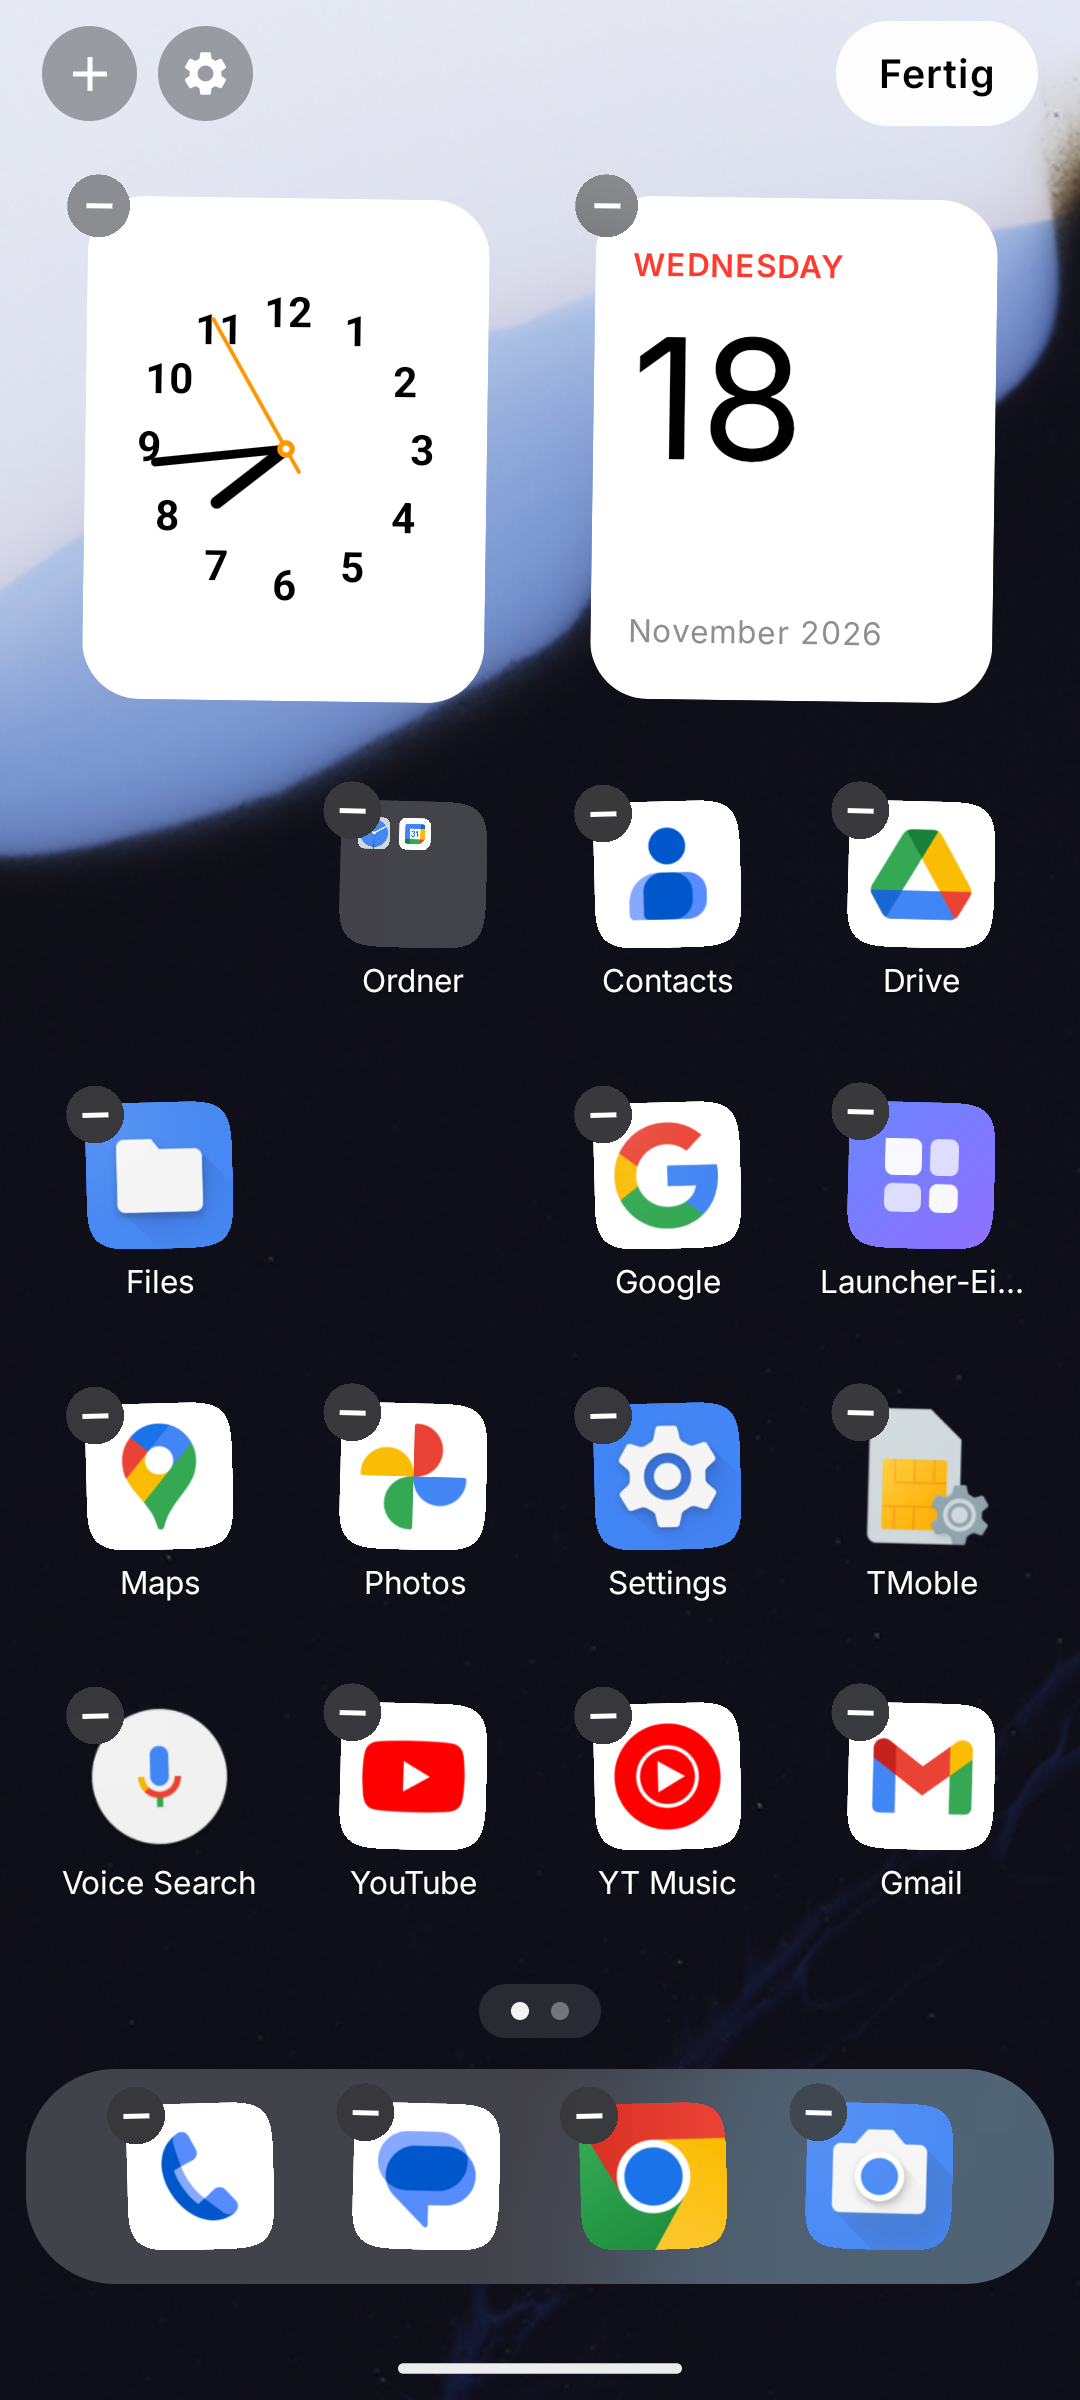 Fertig
12
11
1
10
2
9
3
8
4
7
5
6
WEDNESDAY
18
November 2026
31
Ordner
Contacts
Drive
Files
Google
Launcher-Ei...
Maps
Photos
Settings
TMoble
Voice Search
YouTube
YT Music
Gmail